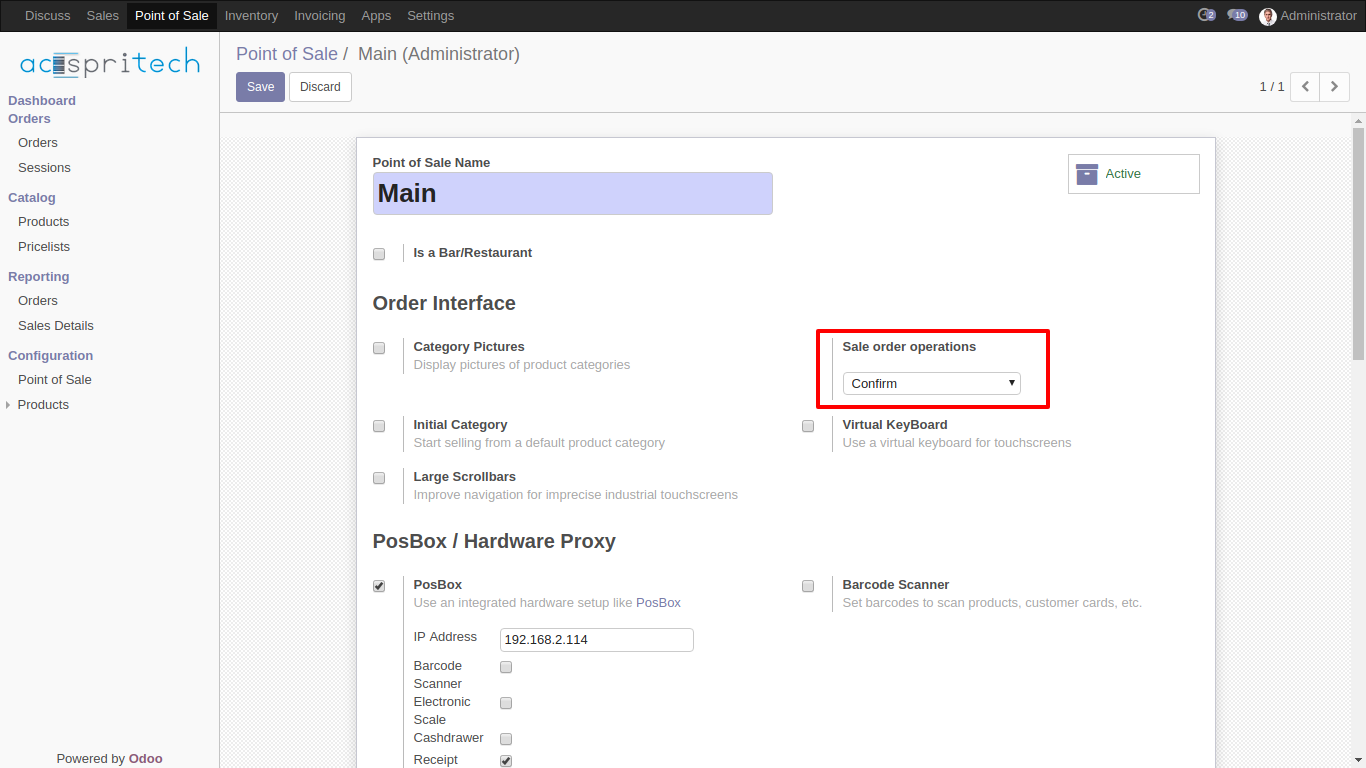 Discuss Sales Point of Sale Inventory Invoicing Apps Settings 2 10 Administrator
acespritech
Dashboard
Orders
Orders
Sessions
Catalog
Products
Pricelists
Reporting
Orders
Sales Details
Configuration
Point of Sale
Products
Powered by Odoo
Point of Sale / Main (Administrator)
Save Discard 1 / 1
Point of Sale Name
Main
Active
Is a Bar/Restaurant
Order Interface
Category Pictures
Display pictures of product categories
Sale order operations
Confirm
Initial Category
Start selling from a default product category
Virtual KeyBoard
Use a virtual keyboard for touchscreens
Large Scrollbars
Improve navigation for imprecise industrial touchscreens
PosBox / Hardware Proxy
PosBox
Use an integrated hardware setup like PosBox
Barcode Scanner
Set barcodes to scan products, customer cards, etc.
IP Address 192.168.2.114
Barcode
Scanner
Electronic
Scale
Cashdrawer
Receipt